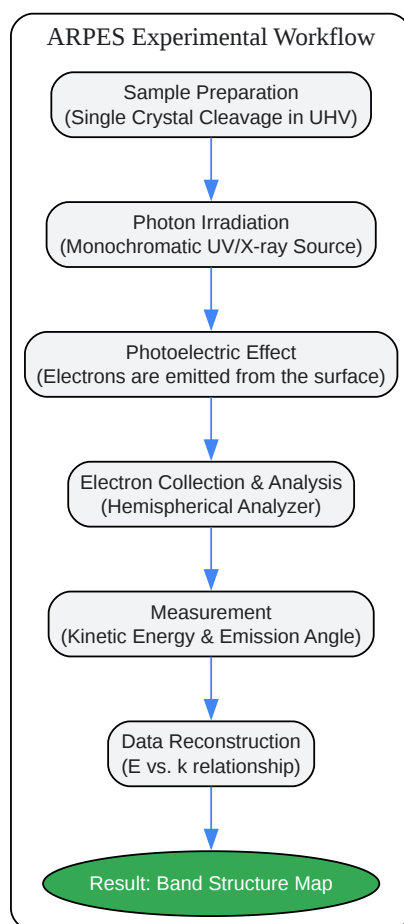 ARPES Experimental Workflow
Sample Preparation
(Single Crystal Cleavage in UHV)
Photon Irradiation
(Monochromatic UV/X-ray Source)
Photoelectric Effect
(Electrons are emitted from the surface)
Electron Collection & Analysis
(Hemispherical Analyzer)
Measurement
(Kinetic Energy & Emission Angle)
Data Reconstruction
(E vs. k relationship)
Result: Band Structure Map